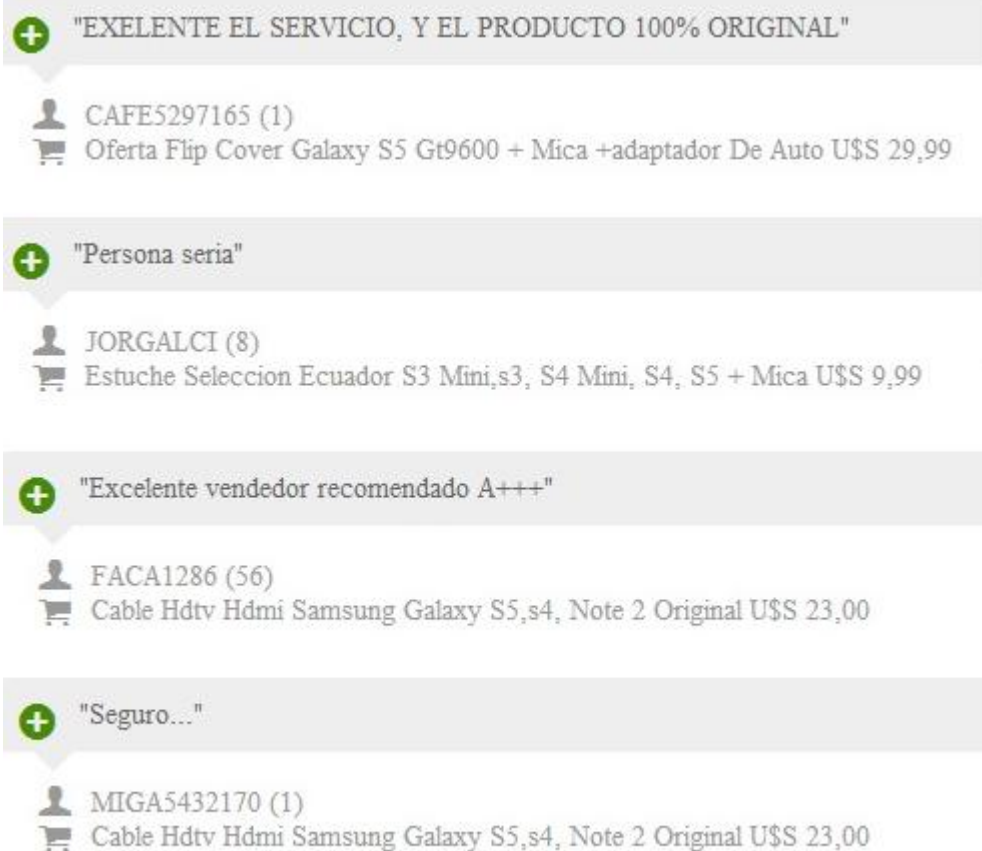 "EXELENTE EL SERVICIO, Y EL PRODUCTO 100% ORIGINAL"
CAFE5297165 (1)
Oferta Flip Cover Galaxy S5 Gt9600 + Mica +adaptador De Auto U$S 29,99
"Persona seria"
JORGALCI (8)
Estuche Seleccion Ecuador S3 Mini,s3, S4 Mini, S4, S5 + Mica U$S 9,99
"Excelente vendedor recomendado A+++"
FACA1286 (56)
Cable Hdtv Hdmi Samsung Galaxy S5,s4, Note 2 Original U$S 23,00
"Seguro..."
MIGA5432170 (1)
Cable Hdtv Hdmi Samsung Galaxy S5,s4, Note 2 Original U$S 23,00